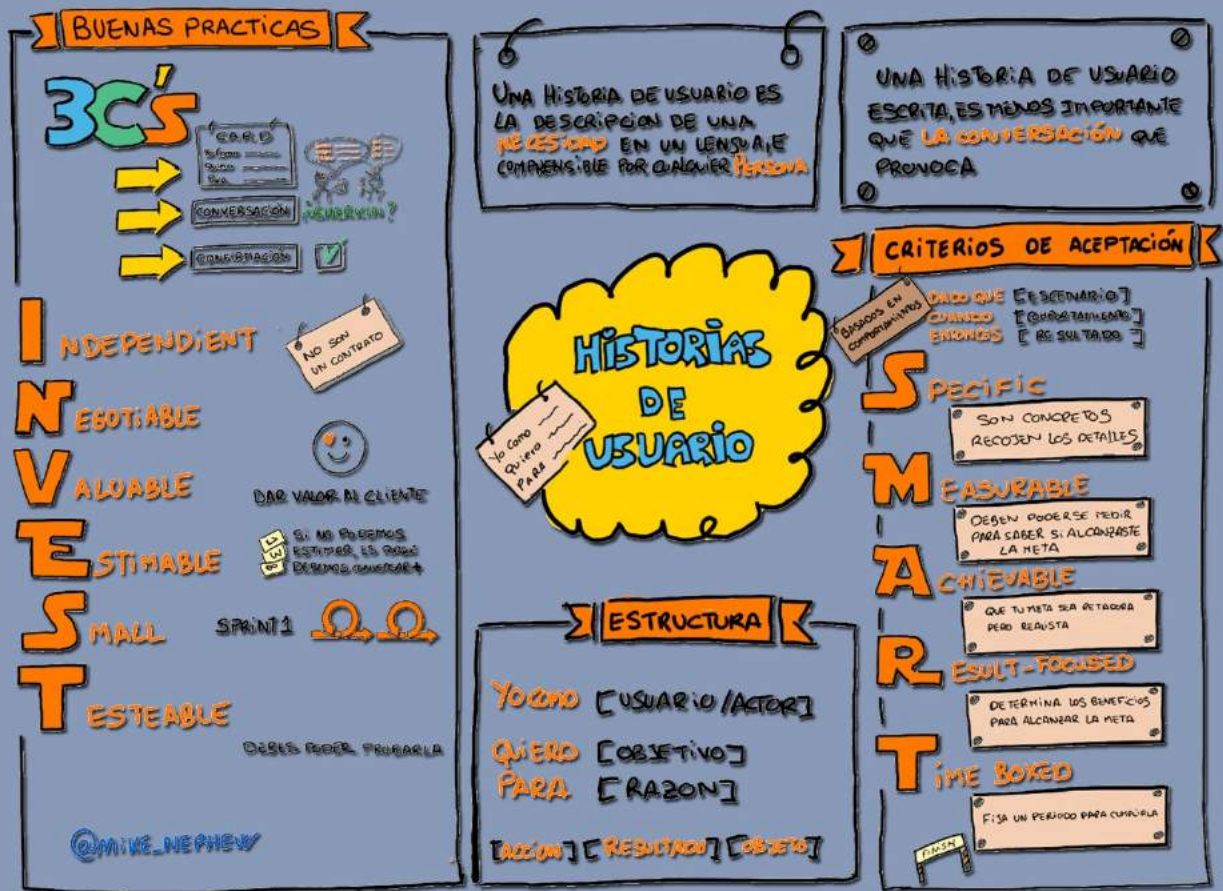 BUENAS PRACTICAS
3C's
CARD
CONVERSACIÓN
CONFIRMACIÓN
INDEPENDIENT
NO SON
UN CONTRATO
NEGOTIABLE
VALUABLE
DAR VALOR AL CLIENTE
ESTIMABLE
SI NO PODEMOS
ESTIMAR, ES
DEBEMOS CONVERSAR +
SMALL
SPRINT 1
TESTEABLE
DEBES PODER PROBARLA
@MIKE_NEPHEW
UNA HISTORIA DE USUARIO ES
LA DESCRIPCION DE UNA
NECESIDAD EN UN LENGUAJE
COMPRENSIBLE POR CUALQUIER PERSONA
HISTORIAS
DE
USUARIO
Yo como
Quiero
PARA
ESTRUCTURA
YO COMO [USUARIO/ACTOR]
QUIERO [OBJETIVO]
PARA [RAZON]
[ACCION] [RESULTADO] [OBJETO]
UNA HISTORIA DE USUARIO
ESCRITA, ES MENOS IMPORTANTE
QUE LA CONVERSACIÓN QUE
PROVOCA
CRITERIOS DE ACEPTACIÓN
BASADOS EN
COMPORTAMIENTOS
DADO QUE [ESCENARIO]
CUANDO [COMPORTAMIENTO]
ENTONCES [RESULTADO]
SPECIFIC
SON CONCRETOS
RECOJEN LOS DETALLES
MEASURABLE
DEBEN PODERSE MEDIR
PARA SABER SI ALCANZASTE
LA META
ACHIEVABLE
QUE TU META SEA RETADORA
PERO REALISTA
RESULT-FOCUSED
DETERMINA LOS BENEFICIOS
PARA ALCANZAR LA META
TIME BOXED
FIJA UN PERIODO PARA CUMPLIRLA
FINISH